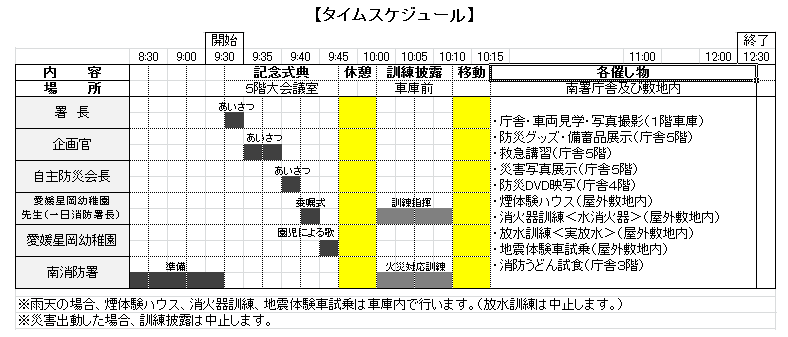 【タイムスケジュール】
開始 終了
8:30 9:00 9:30 9:35 9:40 9:45 10:00 10:05 10:10 10:15 11:00 12:00 12:30
内 容 記念式典 休憩 訓練披露 移動 各催し物
場 所 5階大会議室 車庫前 南署庁舎及び敷地内
署 長 あいさつ
企画官 あいさつ
自主防災会長 あいさつ
愛媛星岡幼稚園
先生(一日消防署長) 委嘱式 訓練指揮
愛媛星岡幼稚園 園児による歌
南消防署 準備 火災対応訓練
・庁舎・車両見学・写真撮影(1階車庫)
・防災グッズ・備蓄品展示(庁舎5階)
・救急講習(庁舎5階)
・災害写真展示(庁舎5階)
・防災DVD映写(庁舎4階)
・煙体験ハウス(屋外敷地内)
・消火器訓練<水消火器>(屋外敷地内)
・放水訓練<実放水>(屋外敷地内)
・地震体験車試乗(屋外敷地内)
・消防うどん試食(庁舎3階)
※雨天の場合、煙体験ハウス、消火器訓練、地震体験車試乗は車庫内で行います。(放水訓練は中止します。)
※災害出動した場合、訓練披露は中止します。